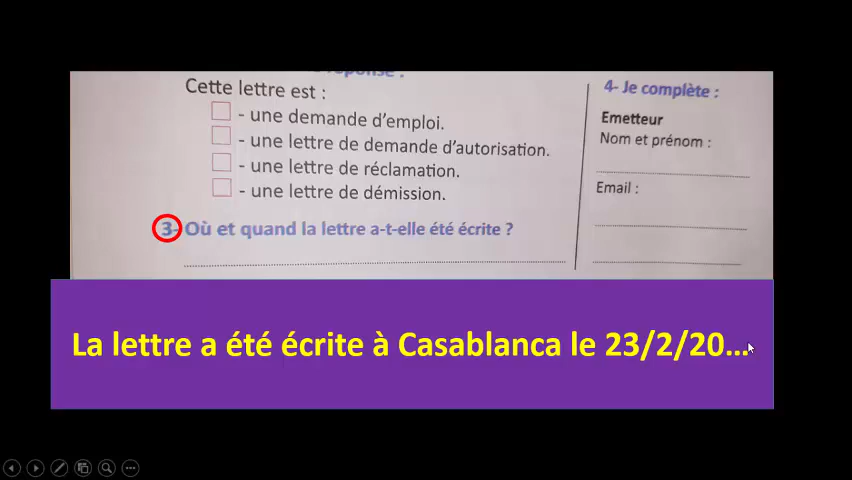 réponse :
Cette lettre est :
- une demande d'emploi.
- une lettre de demande d'autorisation.
- une lettre de réclamation.
- une lettre de démission.
3- Où et quand la lettre a-t-elle été écrite ?
4- Je complète :
Emetteur
Nom et prénom :
Email :
La lettre a été écrite à Casablanca le 23/2/20...